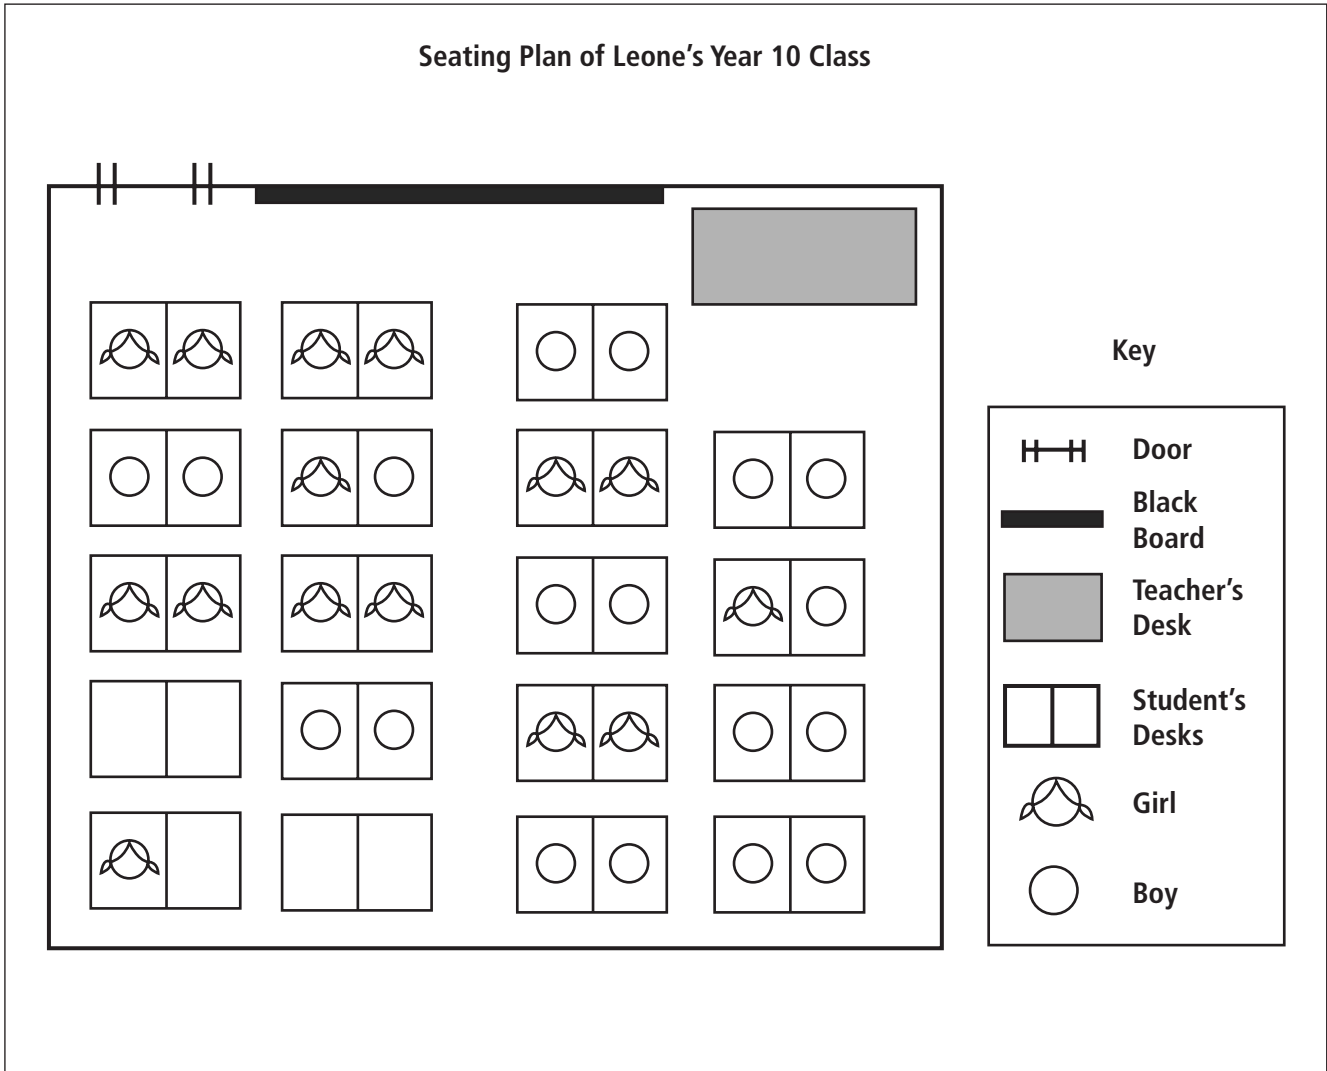 Seating Plan of Leone’s Year 10 Class
Key
Door
Black
Board
Teacher’s
Desk
Student’s
Desks
Girl
Boy